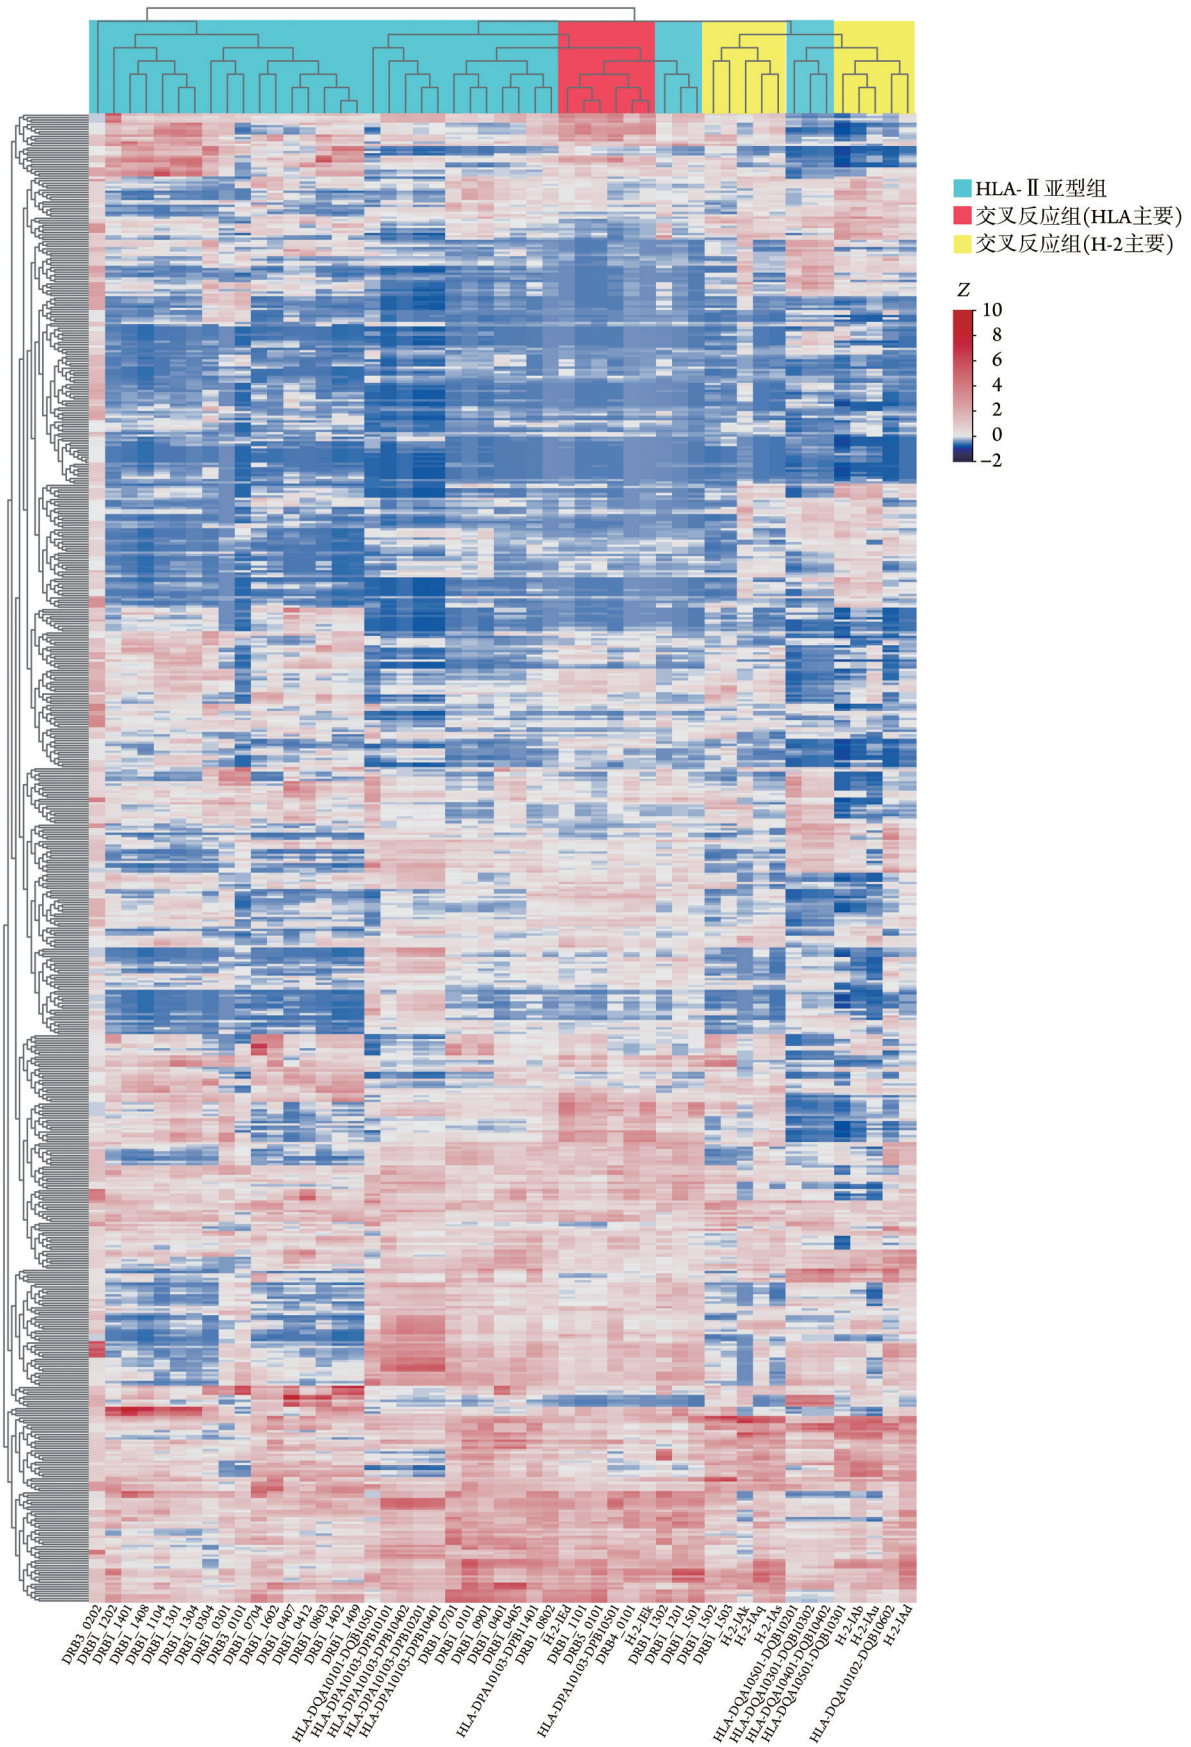 HLA-Ⅱ亚型组
交叉反应组(HLA主要)
交叉反应组(H-2主要)
Z
10
8
6
4
2
0
−2
DRB3_0202
DRB1_1202
DRB1_1401
DRB1_1408
DRB1_1104
DRB1_1301
DRB1_1304
DRB1_0304
DRB1_0301
DRB3_0101
DRB1_0704
DRB1_1602
DRB1_0407
DRB1_0412
DRB1_0803
DRB1_1402
DRB1_1409
HLA-DQA10101-DQB10501
HLA-DPA10103-DPB10101
HLA-DPA10103-DPB10402
HLA-DPA10103-DPB10201
HLA-DPA10103-DPB10401
DRB1_0701
DRB1_0101
DRB1_0901
DRB1_0401
DRB1_0405
HLA-DPA10103-DPB11401
DRB1_0802
H-2-IEd
DRB1_1101
DRB5_0101
HLA-DPA10103-DPB10501
DRB4_0101
H-2-IEk
DRB1_1302
DRB1_1201
DRB1_1501
DRB1_1502
DRB1_1503
H-2-IAk
H-2-IAq
H-2-IAs
HLA-DQA10501-DQB10201
HLA-DQA10301-DQB10302
HLA-DQA10401-DQB10402
HLA-DQA10501-DQB10301
H-2-IAb
H-2-IAu
HLA-DQA10102-DQB10602
H-2-IAd